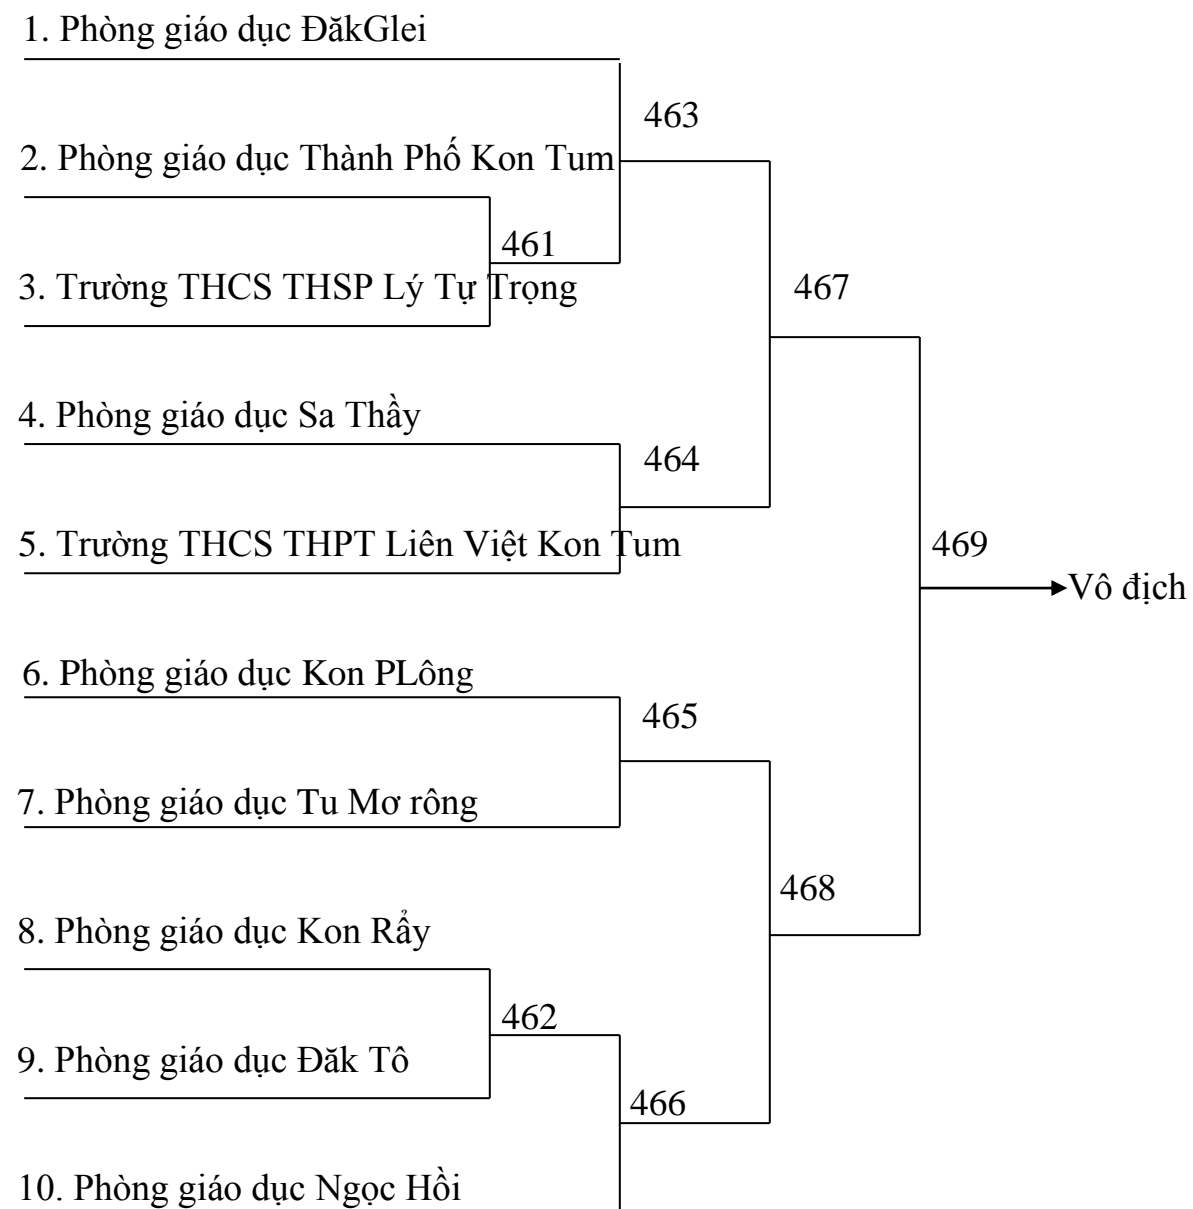 1. Phòng giáo dục ĐăkGlei
463
2. Phòng giáo dục Thành Phố Kon Tum
461
3. Trường THCS THSP Lý Tự Trọng
467
4. Phòng giáo dục Sa Thầy
464
5. Trường THCS THPT Liên Việt Kon Tum
469
Vô địch
6. Phòng giáo dục Kon PLông
465
7. Phòng giáo dục Tu Mơ rông
468
8. Phòng giáo dục Kon Rẩy
462
9. Phòng giáo dục Đăk Tô
466
10. Phòng giáo dục Ngọc Hồi